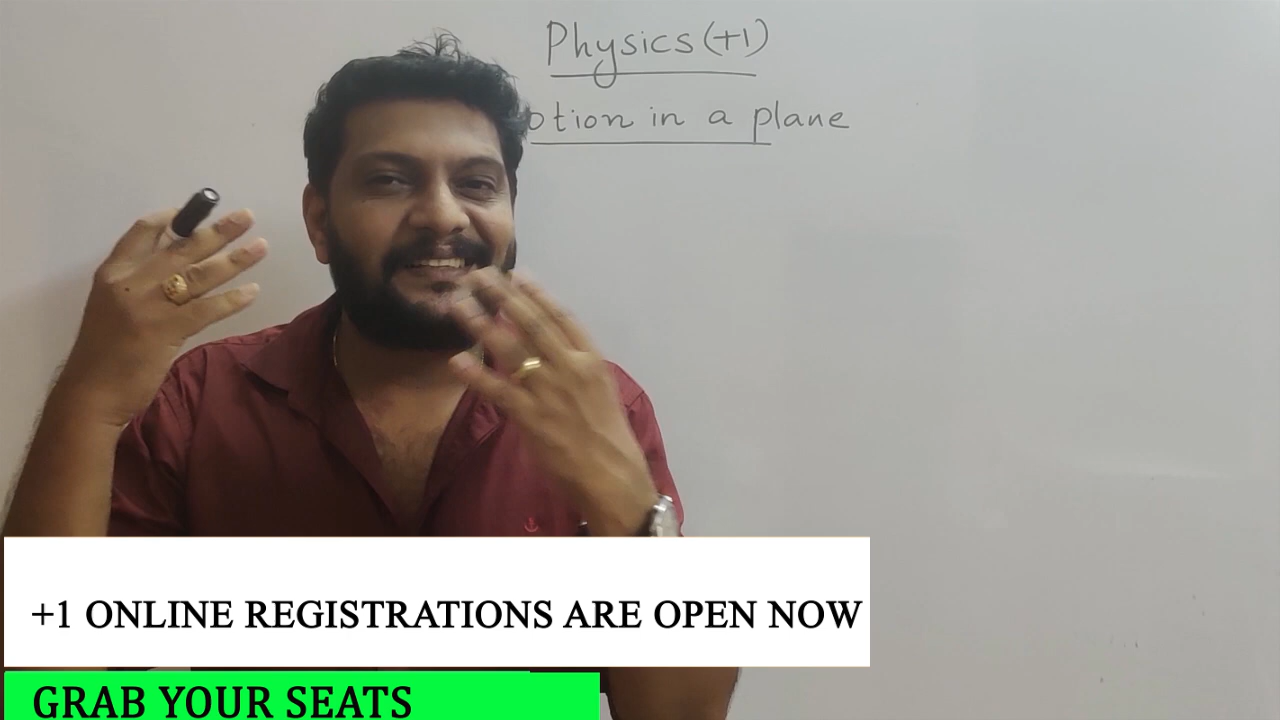 Physics (+1)
otion in a plane
+1 ONLINE REGISTRATIONS ARE OPEN NOW
GRAB YOUR SEATS